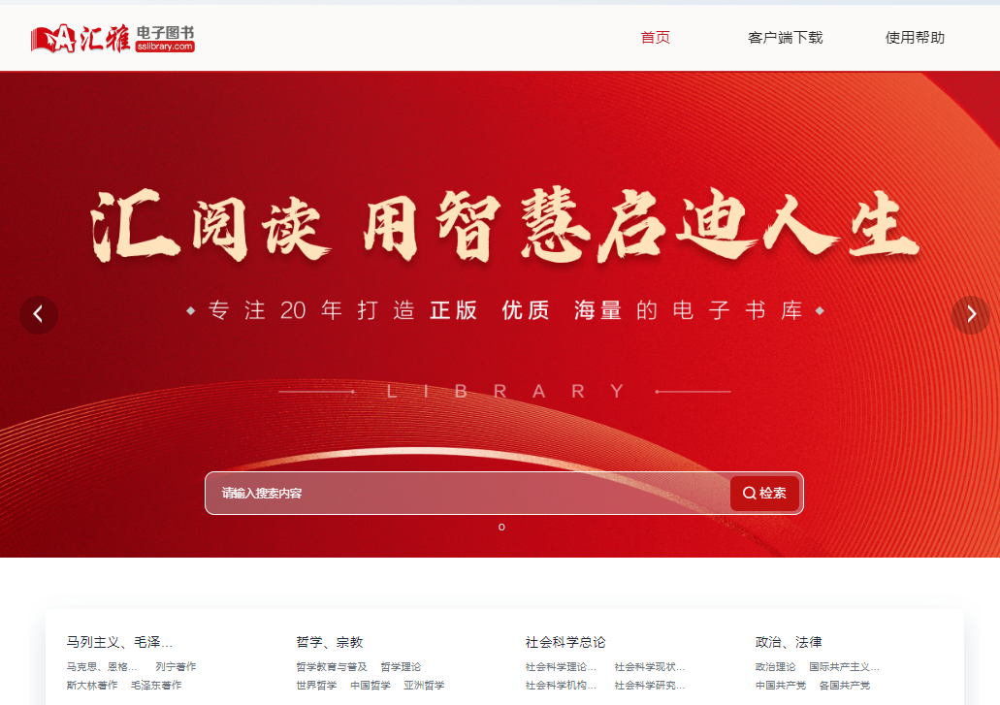 汇雅 电子图书
sslibrary.com
首页 客户端下载 使用帮助
汇阅读 用智慧启迪人生
专注20年打造正版 优质 海量的电子书库
LIBRARY
请输入搜索内容 检索
马列主义、毛泽... 哲学、宗教 社会科学总论 政治、法律
马克思、恩格... 列宁著作 哲学教育与普及 哲学理论 社会科学理论... 社会科学现状... 政治理论 国际共产主义...
斯大林著作 毛泽东著作 世界哲学 中国哲学 亚洲哲学 社会科学机构... 社会科学研究... 中国共产党 各国共产党